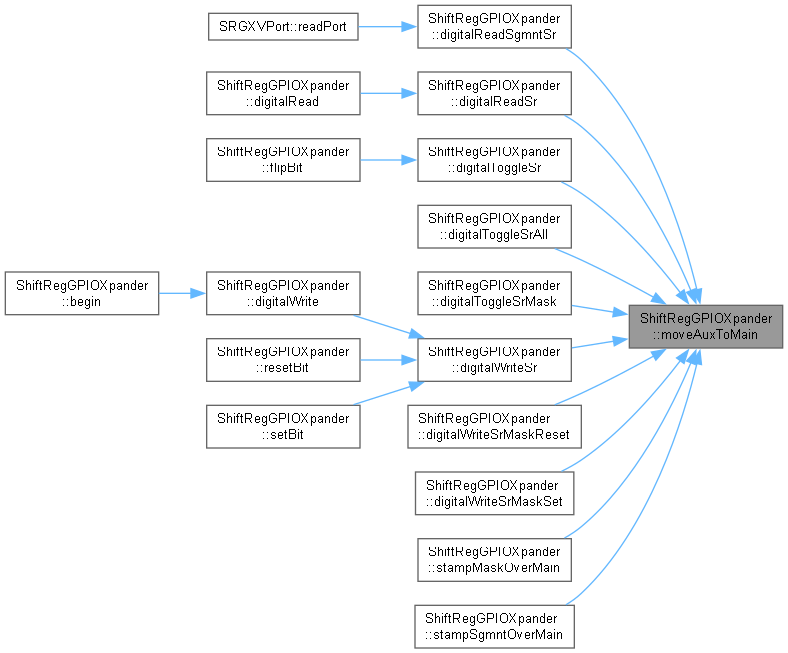 SRGXVPort::readPort
ShiftRegGPIOXpander
::digitalReadSgmntSr
ShiftRegGPIOXpander
::digitalRead
ShiftRegGPIOXpander
::digitalReadSr
ShiftRegGPIOXpander
::flipBit
ShiftRegGPIOXpander
::digitalToggleSr
ShiftRegGPIOXpander
::digitalToggleSrAll
ShiftRegGPIOXpander
::begin
ShiftRegGPIOXpander
::digitalWrite
ShiftRegGPIOXpander
::digitalToggleSrMask
ShiftRegGPIOXpander
::moveAuxToMain
ShiftRegGPIOXpander
::resetBit
ShiftRegGPIOXpander
::digitalWriteSr
ShiftRegGPIOXpander
::setBit
ShiftRegGPIOXpander
::digitalWriteSrMaskReset
ShiftRegGPIOXpander
::digitalWriteSrMaskSet
ShiftRegGPIOXpander
::stampMaskOverMain
ShiftRegGPIOXpander
::stampSgmntOverMain